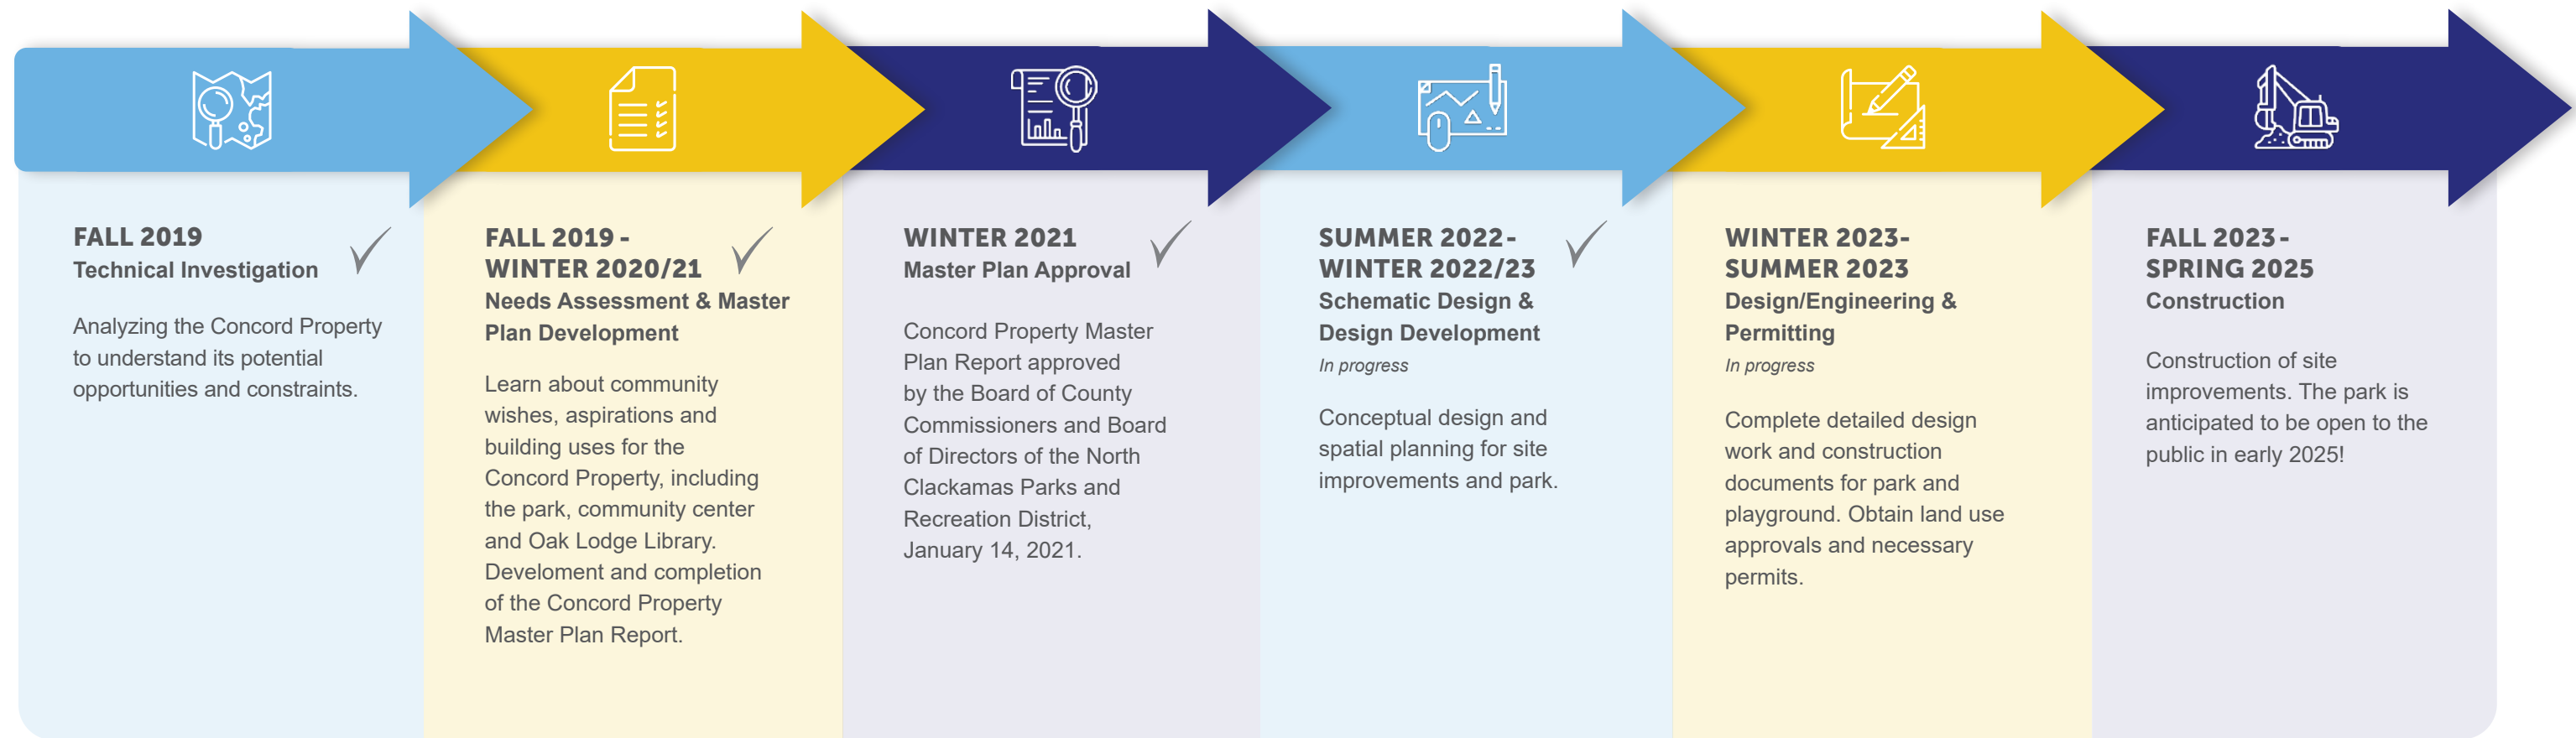 FALL 2019
Technical Investigation
Analyzing the Concord Property
to understand its potential
opportunities and constraints.
FALL 2019 -
WINTER 2020/21
Needs Assessment & Master
Plan Development
Learn about community
wishes, aspirations and
building uses for the
Concord Property, including
the park, community center
and Oak Lodge Library.
Develoment and completion
of the Concord Property
Master Plan Report.
WINTER 2021
Master Plan Approval
Concord Property Master
Plan Report approved
by the Board of County
Commissioners and Board
of Directors of the North
Clackamas Parks and
Recreation District,
January 14, 2021.
SUMMER 2022-
WINTER 2022/23
Schematic Design &
Design Development
In progress
Conceptual design and
spatial planning for site
improvements and park.
WINTER 2023-
SUMMER 2023
Design/Engineering &
Permitting
In progress
Complete detailed design
work and construction
documents for park and
playground. Obtain land use
approvals and necessary
permits.
FALL 2023-
SPRING 2025
Construction
Construction of site
improvements. The park is
anticipated to be open to the
public in early 2025!